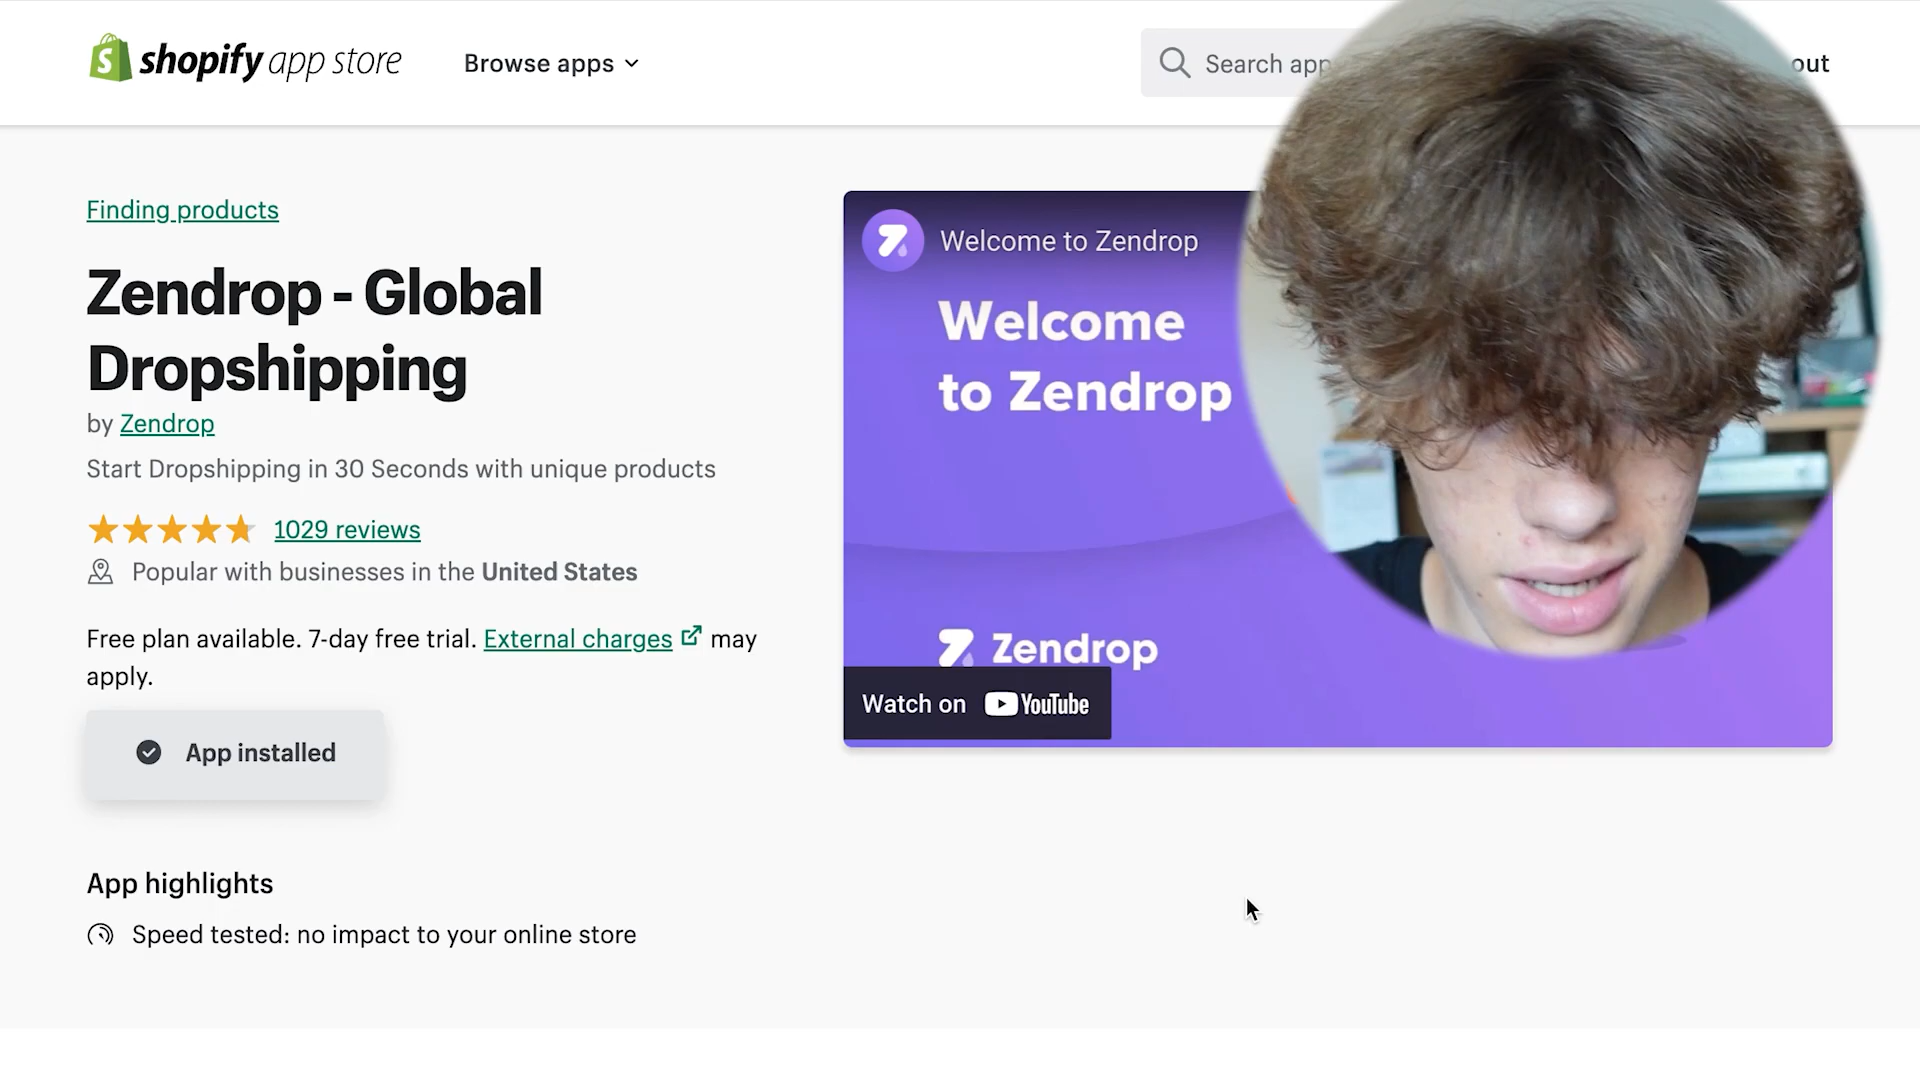 shopify app store
Browse apps
Search app
out
Finding products
Zendrop - Global
Dropshipping
by Zendrop
Start Dropshipping in 30 Seconds with unique products
1029 reviews
Popular with businesses in the United States
Free plan available. 7-day free trial. External charges may
apply.
App installed
App highlights
Speed tested: no impact to your online store
Welcome to Zendrop
Welcome
to Zendrop
Zendrop
Watch on YouTube